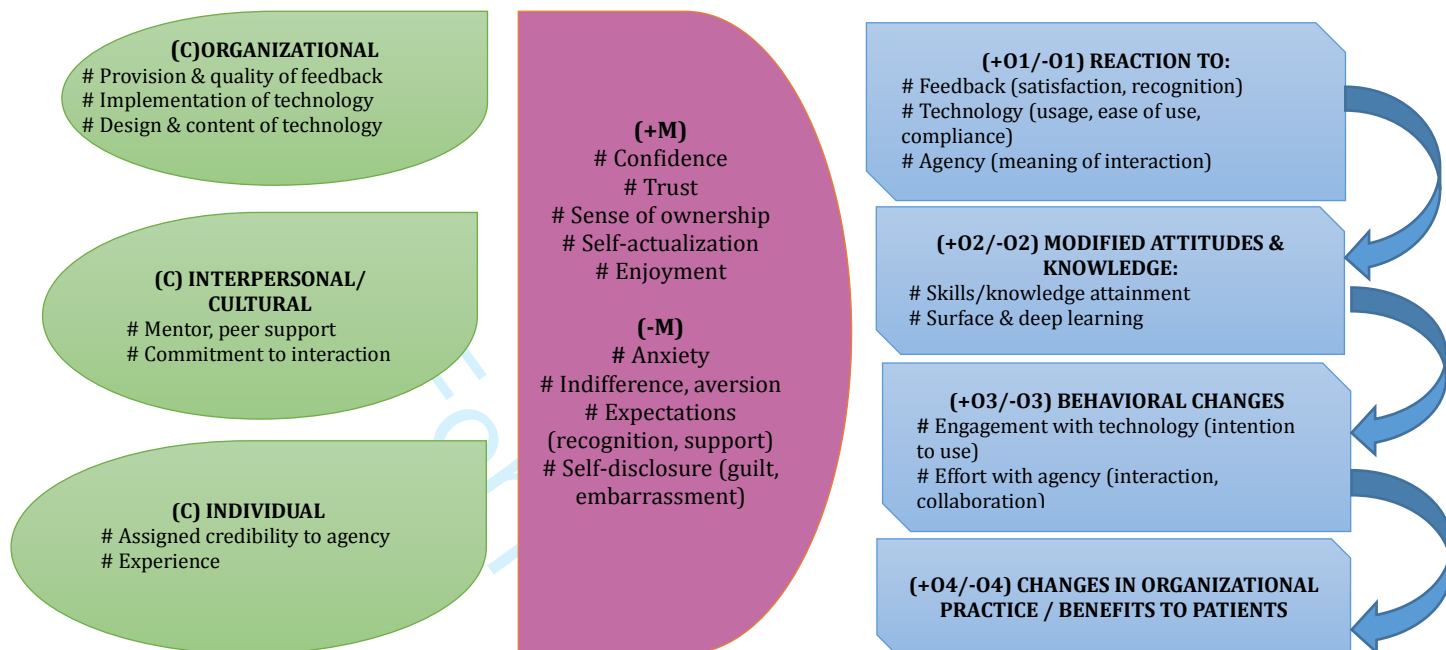 (C)ORGANIZATIONAL
# Provision & quality of feedback
# Implementation of technology
# Design & content of technology
(C) INTERPERSONAL/
CULTURAL
# Mentor, peer support
# Commitment to interaction
(C) INDIVIDUAL
# Assigned credibility to agency
# Experience
(+M)
# Confidence
# Trust
# Sense of ownership
# Self-actualization
# Enjoyment
(-M)
# Anxiety
# Indifference, aversion
# Expectations
(recognition, support)
# Self-disclosure (guilt,
embarrassment)
(+O1/-O1) REACTION TO:
# Feedback (satisfaction, recognition)
# Technology (usage, ease of use,
compliance)
# Agency (meaning of interaction)
(+O2/-O2) MODIFIED ATTITUDES &
KNOWLEDGE:
# Skills/knowledge attainment
# Surface & deep learning
(+O3/-O3) BEHAVIORAL CHANGES
# Engagement with technology (intention
to use)
# Effort with agency (interaction,
collaboration)
(+O4/-O4) CHANGES IN ORGANIZATIONAL
PRACTICE / BENEFITS TO PATIENTS